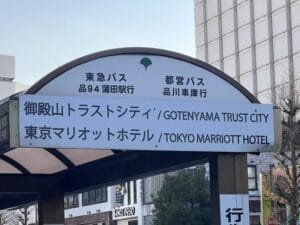 東急バス
品94 蒲田駅行
都営バス
品川車庫行
御殿山トラストシティ / GOTENYAMA TRUST CITY
東京マリオットホテル / TOKYO MARRIOTT HOTEL
行